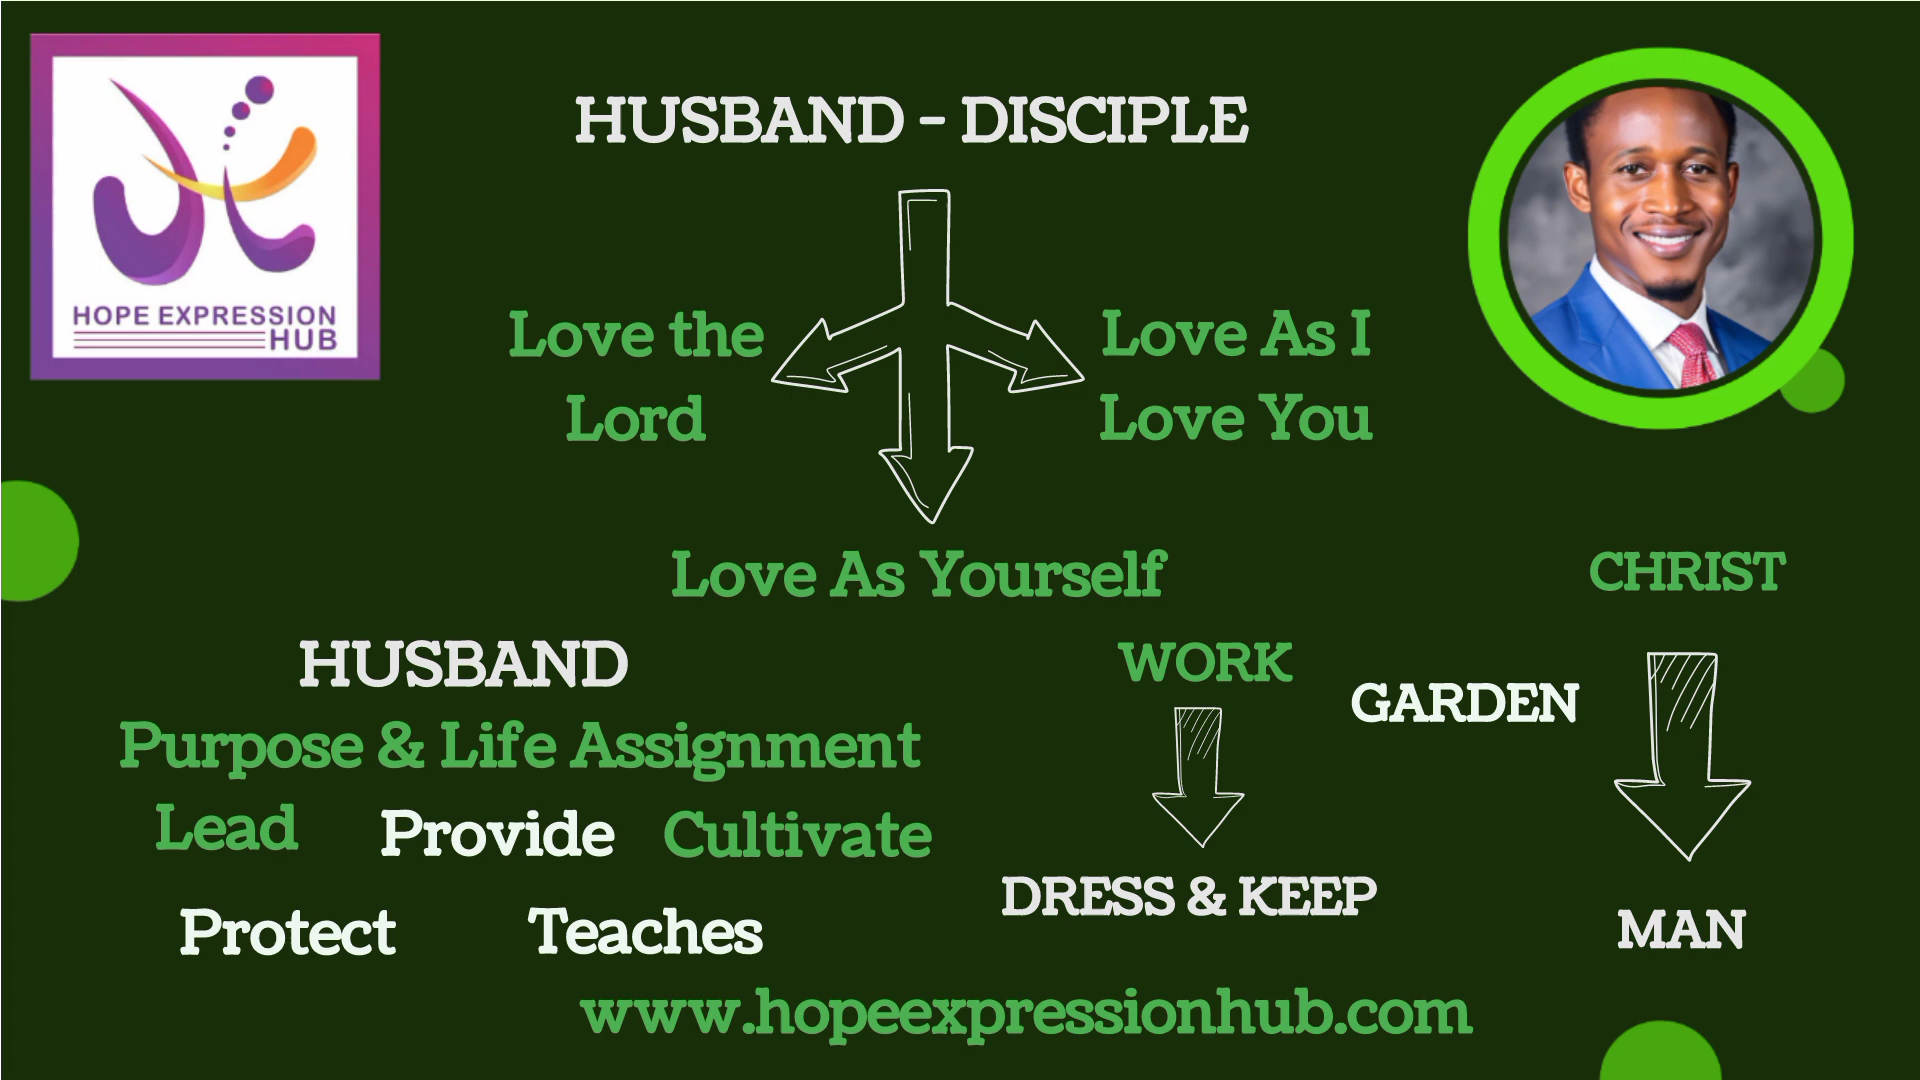 HOPE EXPRESSION
HUB
HUSBAND - DISCIPLE
Love the
Lord
Love As I
Love You
Love As Yourself
HUSBAND
Purpose & Life Assignment
Lead
Provide
Cultivate
Protect
Teaches
WORK
DRESS & KEEP
GARDEN
CHRIST
MAN
www.hopeexpressionhub.com